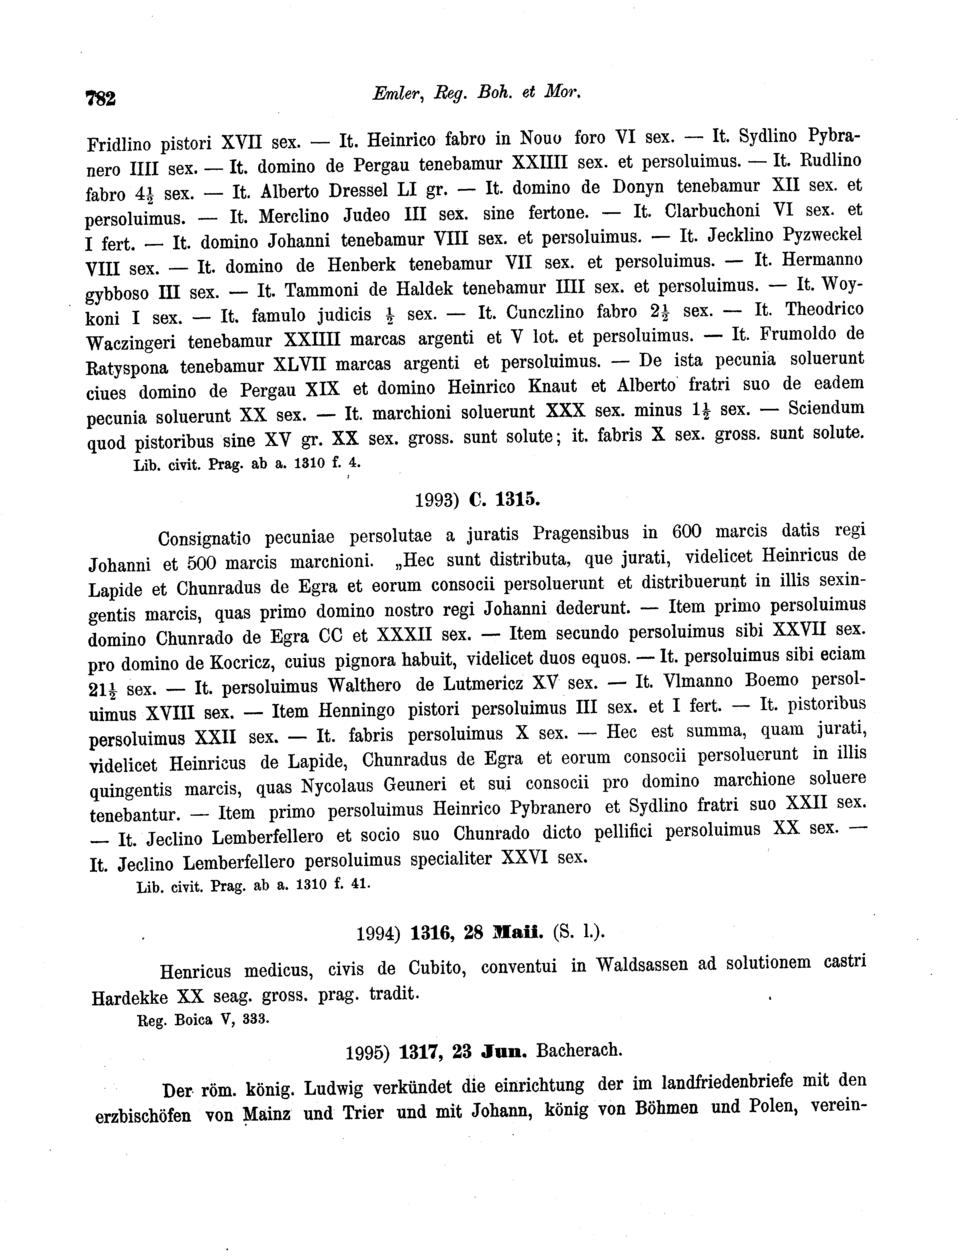 782
Emler, Reg. Boh. et Mor.
Fridlino pistori XVII sex. — It. Heinrico fabro in Nouo foro VI sex. — It. Sydlino Pybra-
nero IIII sex. — It. domino de Pergau tenebamur XXIIII sex. et persoluimus. — It. Rudlino
fabro 4½ sex. — It. Alberto Dressel LI gr. — It. domino de Donyn tenebamur XII sex. et
persoluimus. — It. Merclino Judeo III sex. sine fertone. — It. Clarbuchoni VI sex. et
I fert. — It. domino Johanni tenebamur VIII sex. et persoluimus. — It. Jecklino Pyzweckel
VIII sex. — It. domino de Henberk tenebamur VII sex. et persoluimus. — It. Hermanno
gybboso III sex. — It. Tammoni de Haldek tenebamur IIII sex. et persoluimus. — It. Woy-
koni I sex. — It. famulo judicis ½ sex. — It. Cunczlino fabro 2½ sex. — It. Theodrico
Waczingeri tenebamur XXIIII marcas argenti et V lot. et persoluimus. — It. Frumoldo de
Ratyspona tenebamur XLVII marcas argenti et persoluimus. — De ista pecunia soluerunt
ciues domino de Pergau XIX et domino Heinrico Knaut et Alberto fratri suo de eadem
pecunia soluerunt XX sex. — It. marchioni soluerunt XXX sex. minus 1½ sex. — Sciendum
quod pistoribus sine XV gr. XX sex. gross. sunt solute; it. fabris X sex. gross. sunt solute.
Lib. civit. Prag. ab a. 1310 f. 4.
1993) C. 1315.
Consignatio pecuniae persolutae a juratis Pragensibus in 600 marcis datis regi
Johanni et 500 marcis marcnioni. „Hec sunt distributa, que jurati, videlicet Heinricus de
Lapide et Chunradus de Egra et eorum consocii persoluerunt et distribuerunt in illis sexin-
gentis marcis, quas primo domino nostro regi Johanni dederunt. — Item primo persoluimus
domino Chunrado de Egra CC et XXXII sex. — Item secundo persoluimus sibi XXVII sex.
pro domino de Kocricz, cuius pignora habuit, videlicet duos equos. — It. persoluimus sibi eciam
21½ sex. — It. persoluimus Walthero de Lutmericz XV sex. — It. Vlmanno Boemo persol-
uimus XVIII sex. — Item Henningo pistori persoluimus III sex. et I fert. — It. pistoribus
persoluimus XXII sex. — It. fabris persoluimus X sex. — Hec est summa, quam jurati,
videlicet Heinricus de Lapide, Chunradus de Egra et eorum consocii persoluerunt in illis
quingentis marcis, quas Nycolaus Geuneri et sui consocii pro domino marchione soluere
tenebantur. — Item primo persoluimus Heinrico Pybranero et Sydlino fratri suo XXII sex.
— It. Jeclino Lemberfellero et socio suo Chunrado dicto pellifici persoluimus XX sex. —
It. Jeclino Lemberfellero persoluimus specialiter XXVI sex.
Lib. civit. Prag. ab a. 1310 f. 41.
1994) 1316, 28 Maii. (S. l.).
Henricus medicus, civis de Cubito, conventui in Waldsassen ad solutionem castri
Hardekke XX seag. gross. prag. tradit.
Reg. Boica V, 333.
1995) 1317, 23 Jun. Bacherach.
Der röm. könig. Ludwig verkündet die einrichtung der im landfriedenbriefe mit den
erzbischöfen von Mainz und Trier und mit Johann, könig von Böhmen und Polen, verein-